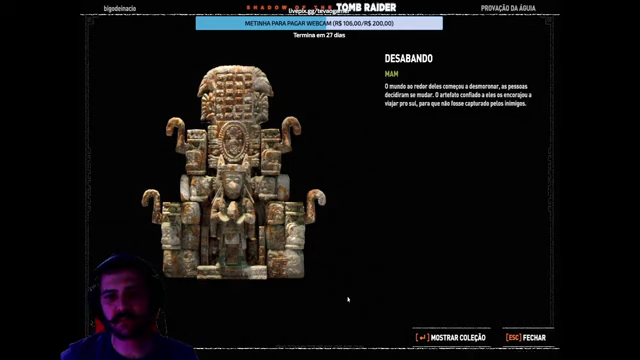 bigodeinacio
SHADOW OF THE TOMB RAIDER
livepix.gg/
PROVAÇÃO DA ÁGUIA
METINHA PARA PAGAR WEBCAM (R$ 106,00/R$ 200,00)
Termina em 27 dias
DESABANDO
MAM
O mundo ao redor deles começou a desmoronar, as pessoas
decidiram se mudar. O artefato confiado a eles os encorajou a
viajar pro sul, para que não fosse capturado pelos inimigos.
[↵] MOSTRAR COLEÇÃO
[ESC] FECHAR